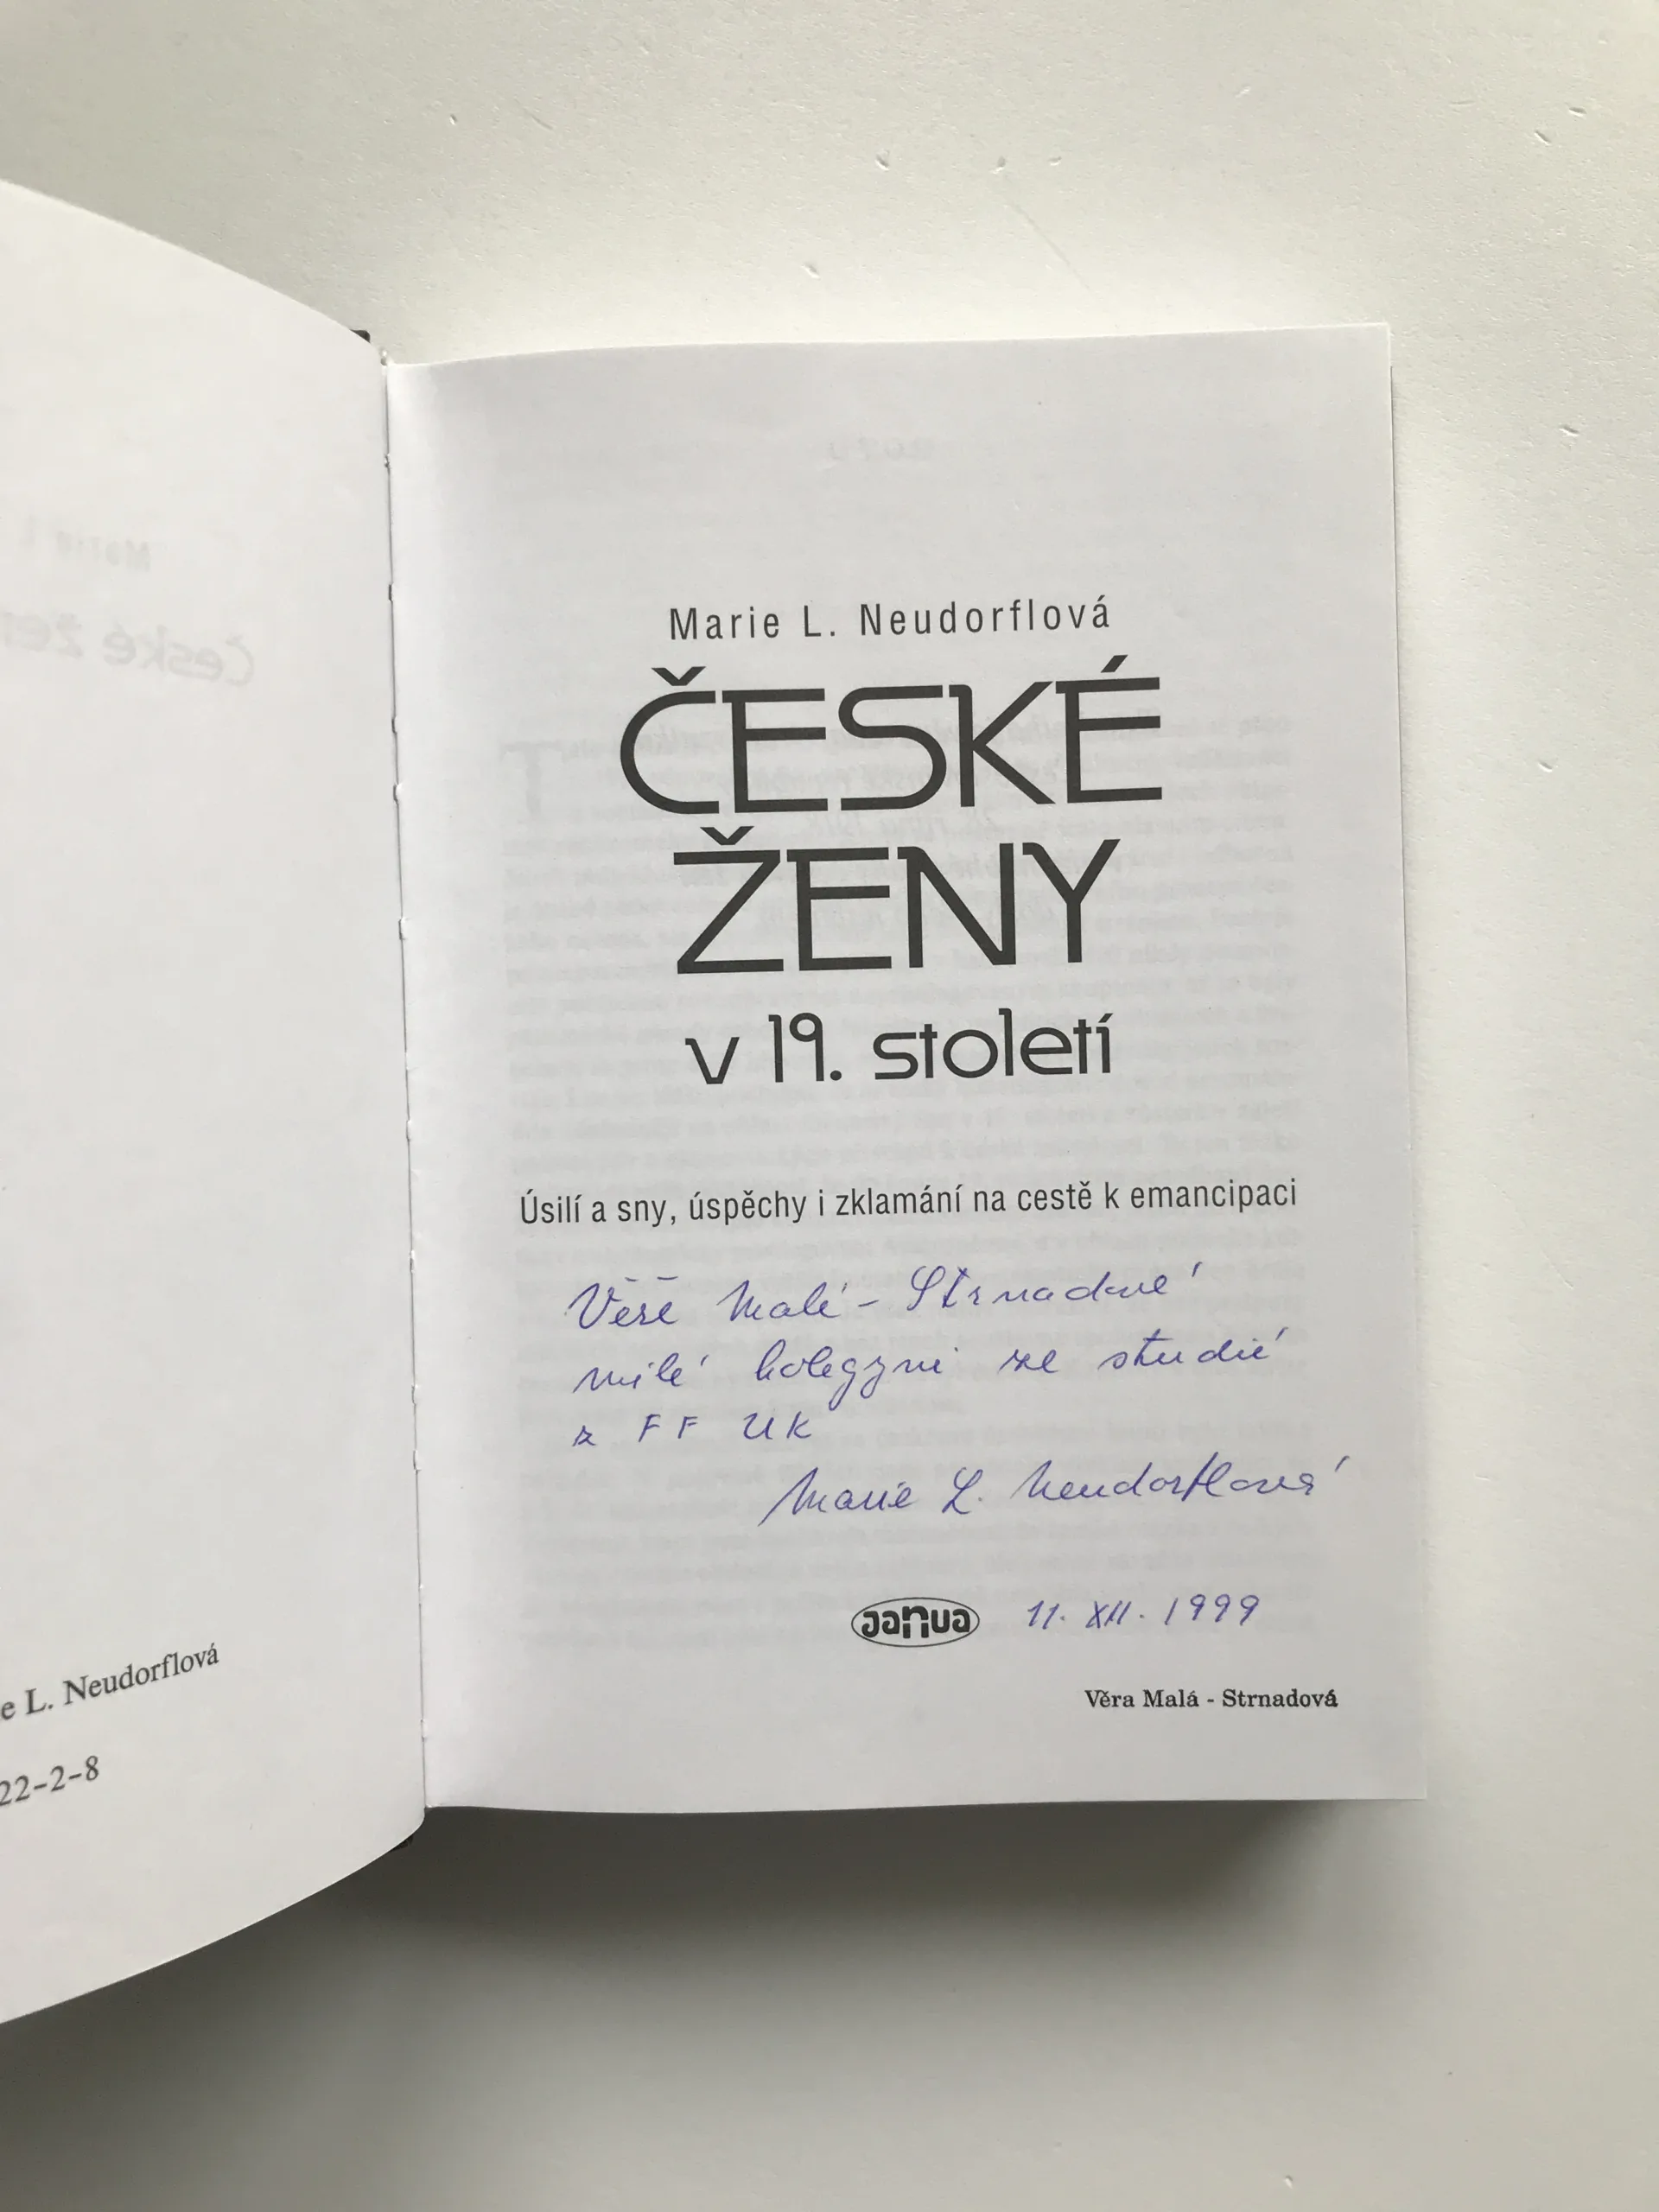 e L. Neudorflová
22-2-8
Marie L. Neudorflová
ČESKÉ
ŽENY
v 19. století
Úsilí a sny, úspěchy i zklamání na cestě k emancipaci
Věře Malé - Strnadové
milé kolegyni ze studií
z FF UK
Marie L. Neudorflová
JANUA 11. XII. 1999
Věra Malá - Strnadová